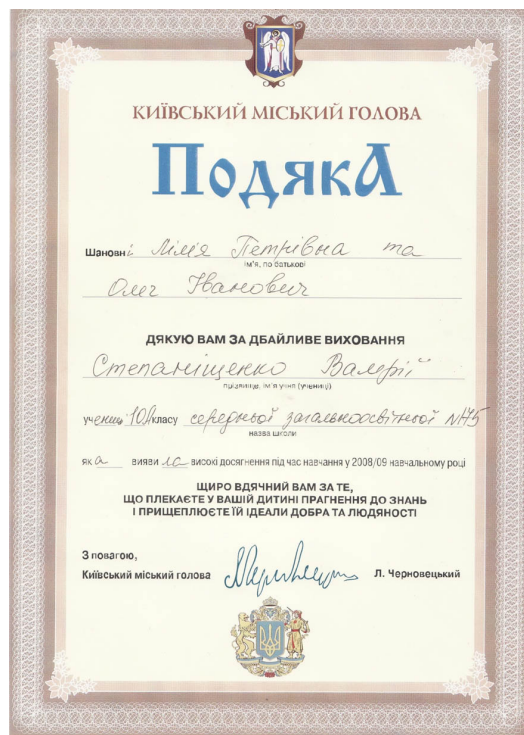 КИЇВСЬКИЙ МІСЬКИЙ ГОЛОВА
ПОДЯКА
Шановні Лілія Петрівна та
ім'я, по батькові
Олег Іванович
ДЯКУЮ ВАМ ЗА ДБАЙЛИВЕ ВИХОВАННЯ
Степаніщенко Валерії
прізвище, ім'я учня (учениці)
учениці 10 класу середньої загальноосвітньої
назва школи
яка виявила високі досягнення під час навчання у 2008/09 навчальному році
ЩИРО ВДЯЧНИЙ ВАМ ЗА ТЕ,
ЩО ПЛЕКАЄТЕ У ВАШІЙ ДИТИНІ ПРАГНЕННЯ ДО ЗНАНЬ
І ПРИЩЕПЛЮЄТЕ ЇЙ ІДЕАЛИ ДОБРА ТА ЛЮДЯНОСТІ
З повагою,
Київський міський голова Л. Черновецький